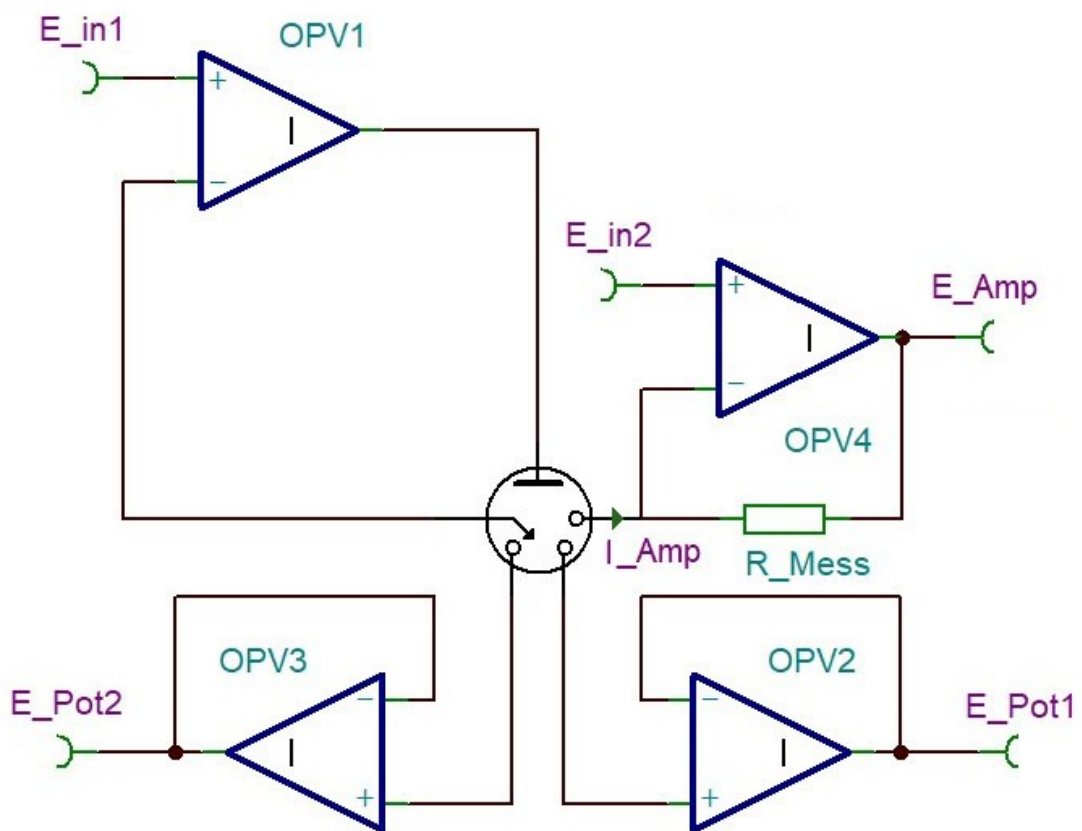 E_in1
OPV1
+
−
E_in2
+
−
E_Amp
OPV4
I_Amp
R_Mess
OPV3
−
+
E_Pot2
OPV2
−
+
E_Pot1